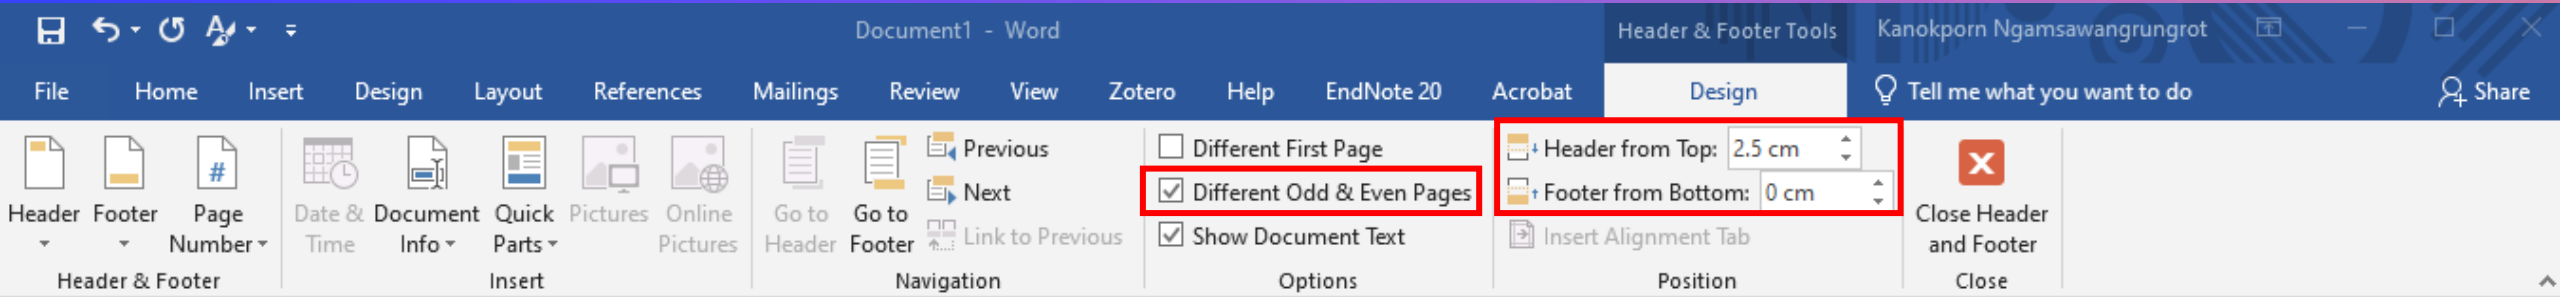 Document1 - Word
Header & Footer Tools
Kanokporn Ngamsawangrungrot
File Home Insert Design Layout References Mailings Review View Zotero Help EndNote 20 Acrobat Design Tell me what you want to do Share
Header
Footer
#
Page
Number
Header & Footer
Date &
Time
Document
Info
Quick
Parts
Pictures
Online
Pictures
Insert
Go to
Header
Go to
Footer
Previous
Next
Link to Previous
Navigation
Different First Page
Different Odd & Even Pages
Show Document Text
Options
Header from Top: 2.5 cm
Footer from Bottom: 0 cm
Insert Alignment Tab
Position
Close Header
and Footer
Close